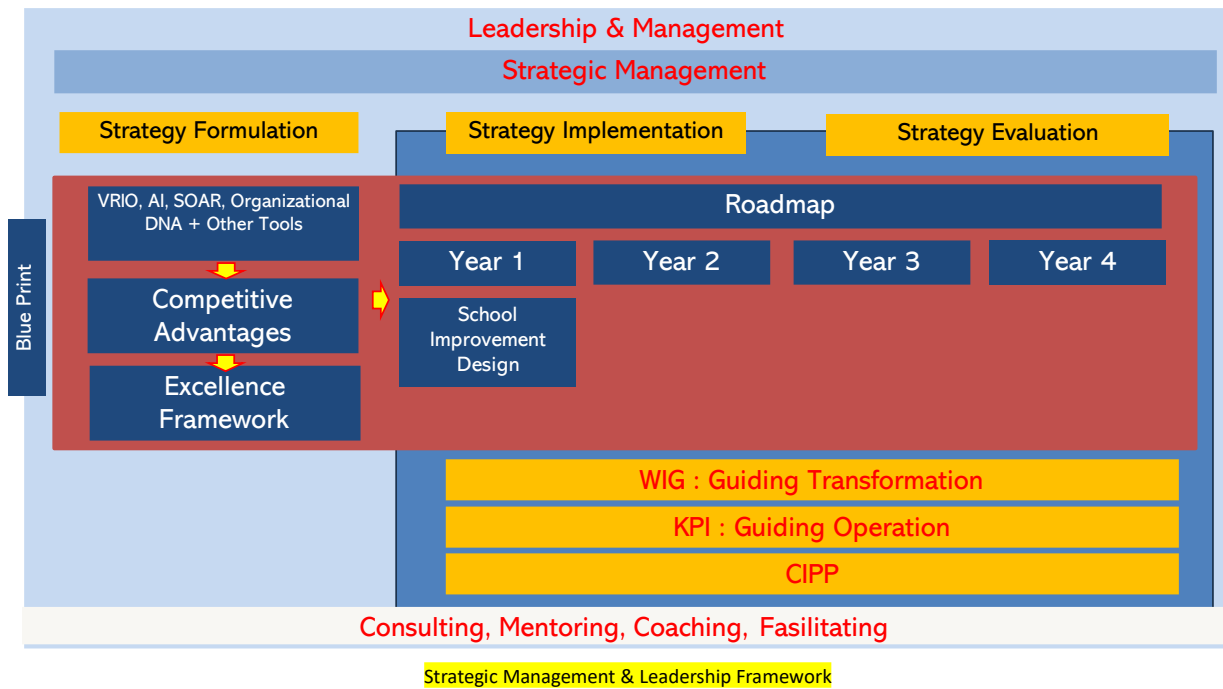 Leadership & Management
Strategic Management
Strategy Formulation
Strategy Implementation
Strategy Evaluation
Blue Print
VRIO, AI, SOAR, Organizational
DNA + Other Tools
Competitive
Advantages
Excellence
Framework
Roadmap
Year 1
Year 2
Year 3
Year 4
School
Improvement
Design
WIG : Guiding Transformation
KPI : Guiding Operation
CIPP
Consulting, Mentoring, Coaching, Fasilitating
Strategic Management & Leadership Framework